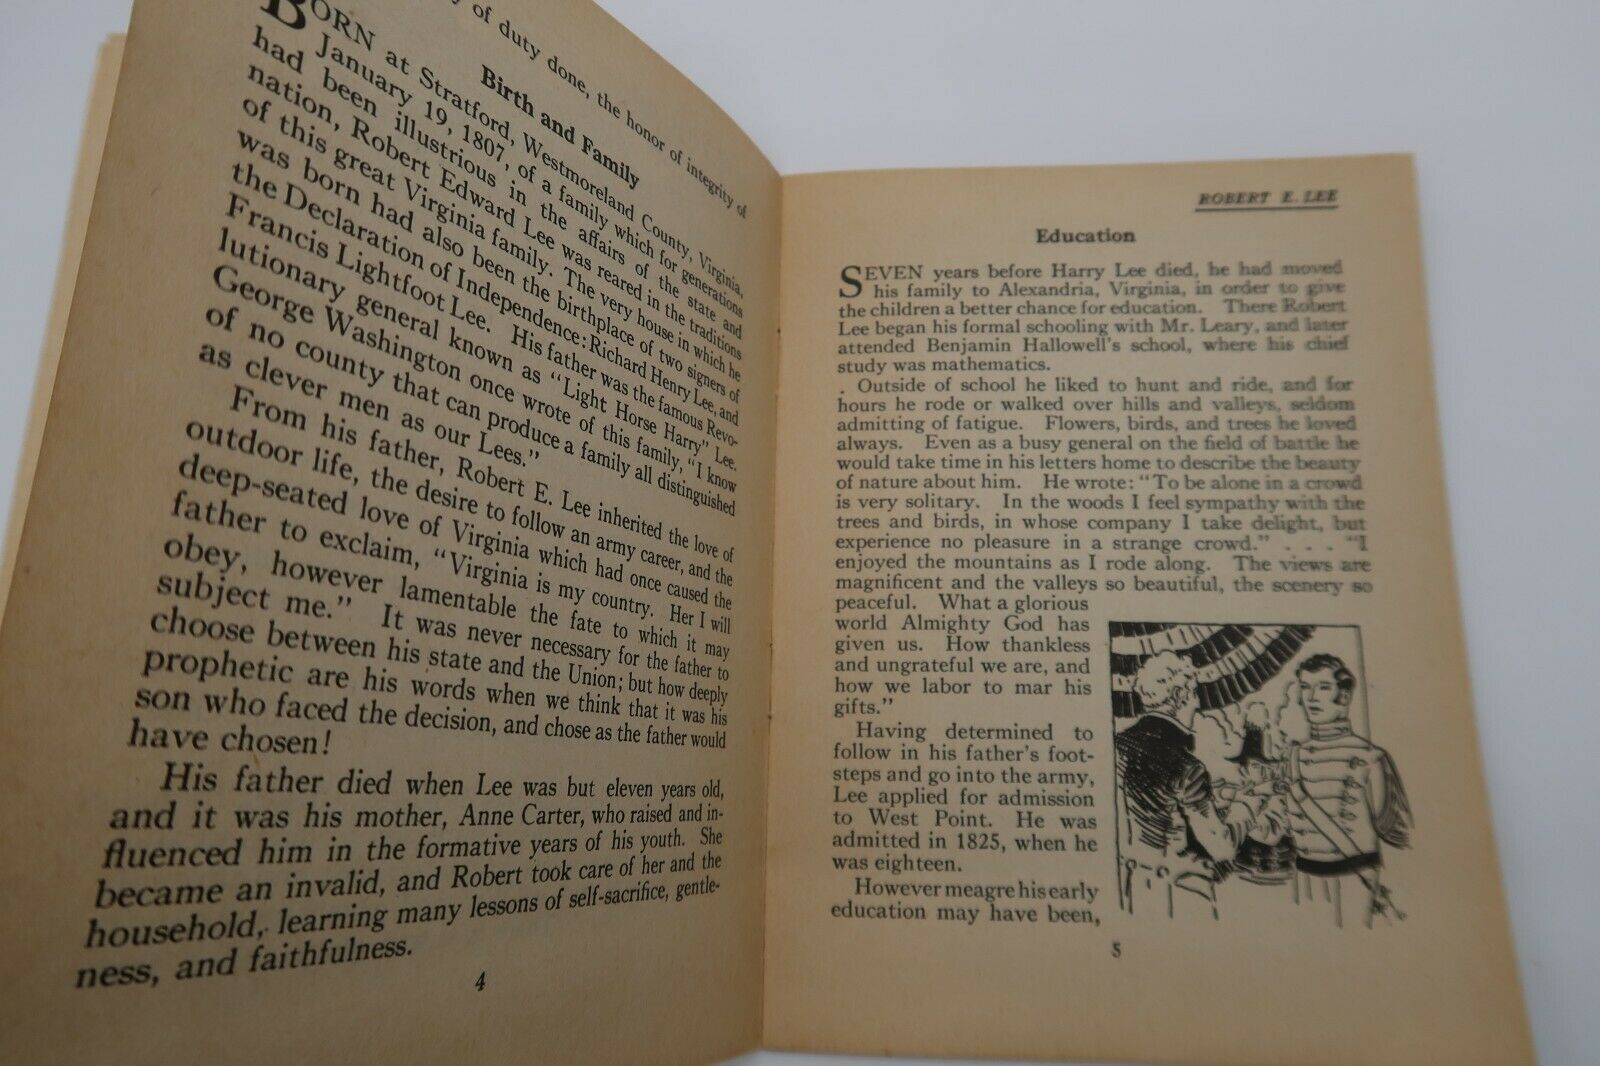 of duty done, the honor of integrity of
Birth and Family
BORN at Stratford, Westmoreland County, Virginia,
January 19, 1807, of a family which for generations
had been illustrious in the affairs of the state and
nation, Robert Edward Lee was reared in the traditions
of this great Virginia family. The very house in which he
was born had also been the birthplace of two signers of
the Declaration of Independence: Richard Henry Lee, and
Francis Lightfoot Lee. His father was the famous Revo-
lutionary general known as "Light Horse Harry" Lee.
George Washington once wrote of this family, "I know
of no county that can produce a family all distinguished
as clever men as our Lees."
From his father, Robert E. Lee inherited the love of
outdoor life, the desire to follow an army career, and the
deep-seated love of Virginia which had once caused the
father to exclaim, "Virginia is my country. Her I will
obey, however lamentable the fate to which it may
subject me." It was never necessary for the father to
choose between his state and the Union; but how deeply
prophetic are his words when we think that it was his
son who faced the decision, and chose as the father would
have chosen!
His father died when Lee was but eleven years old,
and it was his mother, Anne Carter, who raised and in-
fluenced him in the formative years of his youth. She
became an invalid, and Robert took care of her and the
household, learning many lessons of self-sacrifice, gentle-
ness, and faithfulness.
4
ROBERT E. LEE
Education
SEVEN years before Harry Lee died, he had moved
his family to Alexandria, Virginia, in order to give
the children a better chance for education. There Robert
Lee began his formal schooling with Mr. Leary, and later
attended Benjamin Hallowell's school, where his chief
study was mathematics.
Outside of school he liked to hunt and ride, and for
hours he rode or walked over hills and valleys, seldom
admitting of fatigue. Flowers, birds, and trees he loved
always. Even as a busy general on the field of battle he
would take time in his letters home to describe the beauty
of nature about him. He wrote: "To be alone in a crowd
is very solitary. In the woods I feel sympathy with the
trees and birds, in whose company I take delight, but
experience no pleasure in a strange crowd." . . . "I
enjoyed the mountains as I rode along. The views are
magnificent and the valleys so beautiful, the scenery so
peaceful. What a glorious
world Almighty God has
given us. How thankless
and ungrateful we are, and
how we labor to mar his
gifts."
Having determined to
follow in his father's foot-
steps and go into the army,
Lee applied for admission
to West Point. He was
admitted in 1825, when he
was eighteen.
However meagre his early
education may have been,
5